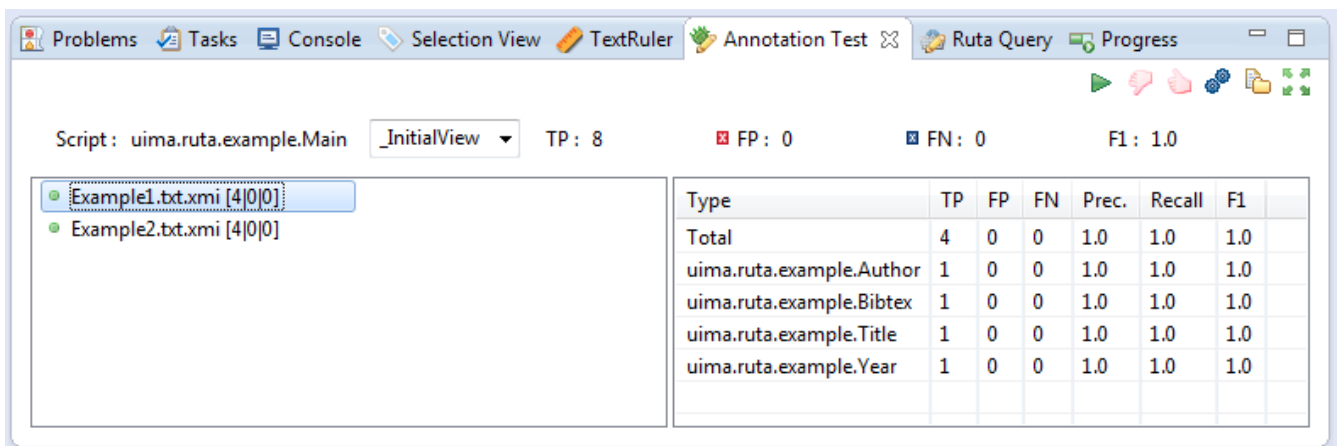 Problems Tasks Console Selection View TextRuler Annotation Test Ruta Query Progress
Script : uima.ruta.example.Main _InitialView TP : 8 FP : 0 FN : 0 F1 : 1.0
Example1.txt.xmi [4|0|0]
Example2.txt.xmi [4|0|0]
Type TP FP FN Prec. Recall F1
Total 4 0 0 1.0 1.0 1.0
uima.ruta.example.Author 1 0 0 1.0 1.0 1.0
uima.ruta.example.Bibtex 1 0 0 1.0 1.0 1.0
uima.ruta.example.Title 1 0 0 1.0 1.0 1.0
uima.ruta.example.Year 1 0 0 1.0 1.0 1.0